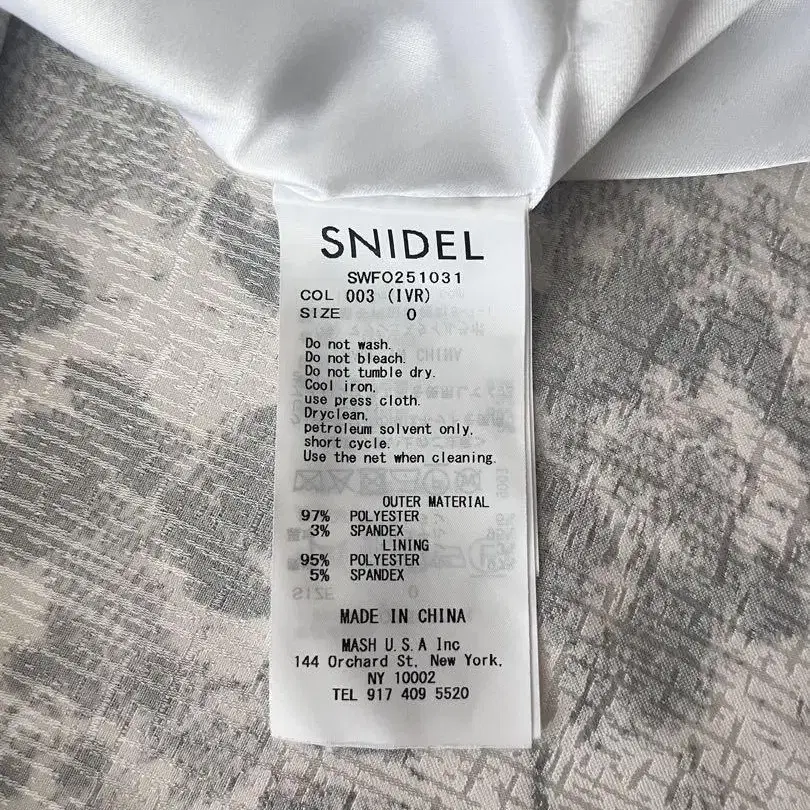 SNIDEL
SWFO251031
COL 003 (IVR)
SIZE 0
Do not wash.
Do not bleach.
Do not tumble dry.
Cool iron,
use press cloth.
Dryclean,
petroleum solvent only,
short cycle.
Use the net when cleaning.
OUTER MATERIAL
97% POLYESTER
3% SPANDEX
LINING
95% POLYESTER
5% SPANDEX
MADE IN CHINA
MASH U.S.A Inc
144 Orchard St, New York,
NY 10002
TEL 917 409 5520